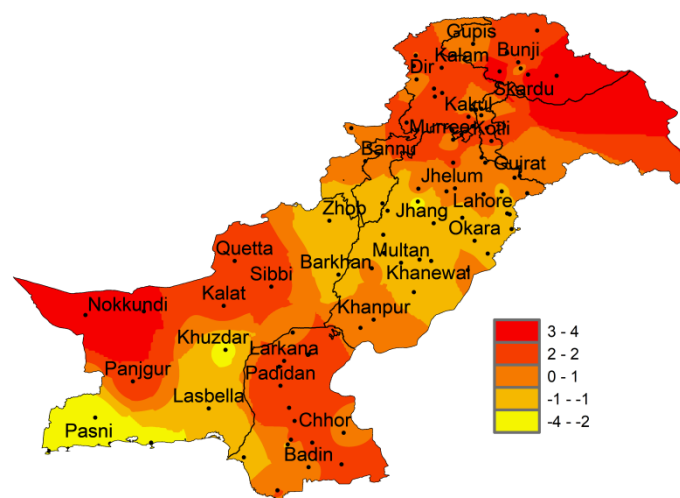 Gupis
Bunji
Kalam
Dir
Skardu
Kakul
Murree
Kotli
Bannu
Gujrat
Jhelum
Zhob
Lahore
Jhang
Okara
Quetta
Multan
Barkhan
Sibbi
Khanewal
Nokkundi
Kalat
Khanpur
Khuzdar
Larkana
Panjgur
Padidan
Lasbella
Chhor
Pasni
Badin
3 - 4
2 - 2
0 - 1
-1 - -1
-4 - -2